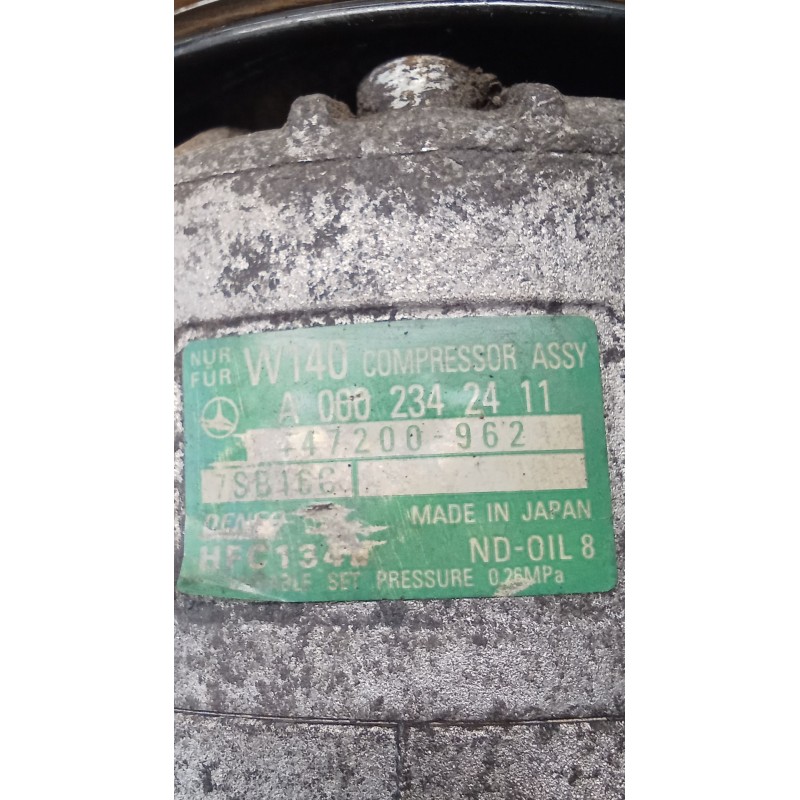 NUR FÜR W140 COMPRESSOR ASSY
A 000 234 24 11
447200-962
7SB16C
DENSO
MADE IN JAPAN
HFC134a ND-OIL 8
SET PRESSURE 0.26MPa